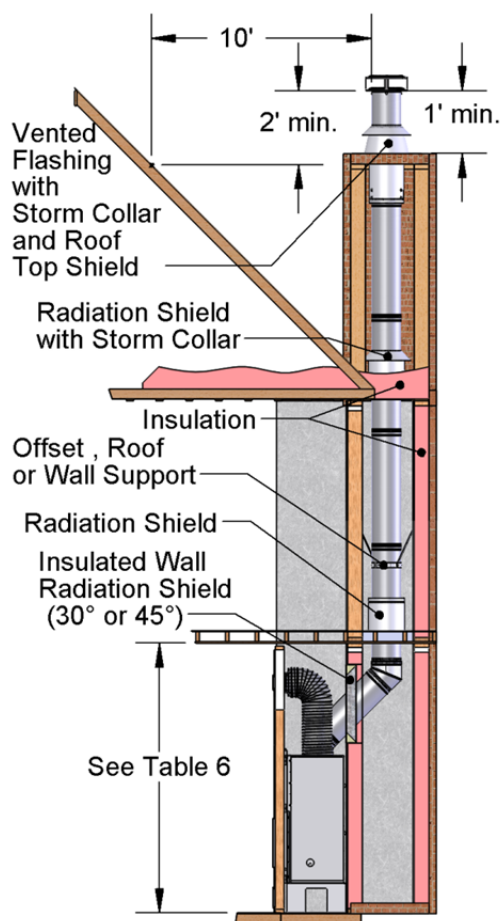 10'
2' min.
1' min.
Vented
Flashing
with
Storm Collar
and Roof
Top Shield
Radiation Shield
with Storm Collar
Insulation
Offset , Roof
or Wall Support
Radiation Shield
Insulated Wall
Radiation Shield
(30° or 45°)
See Table 6